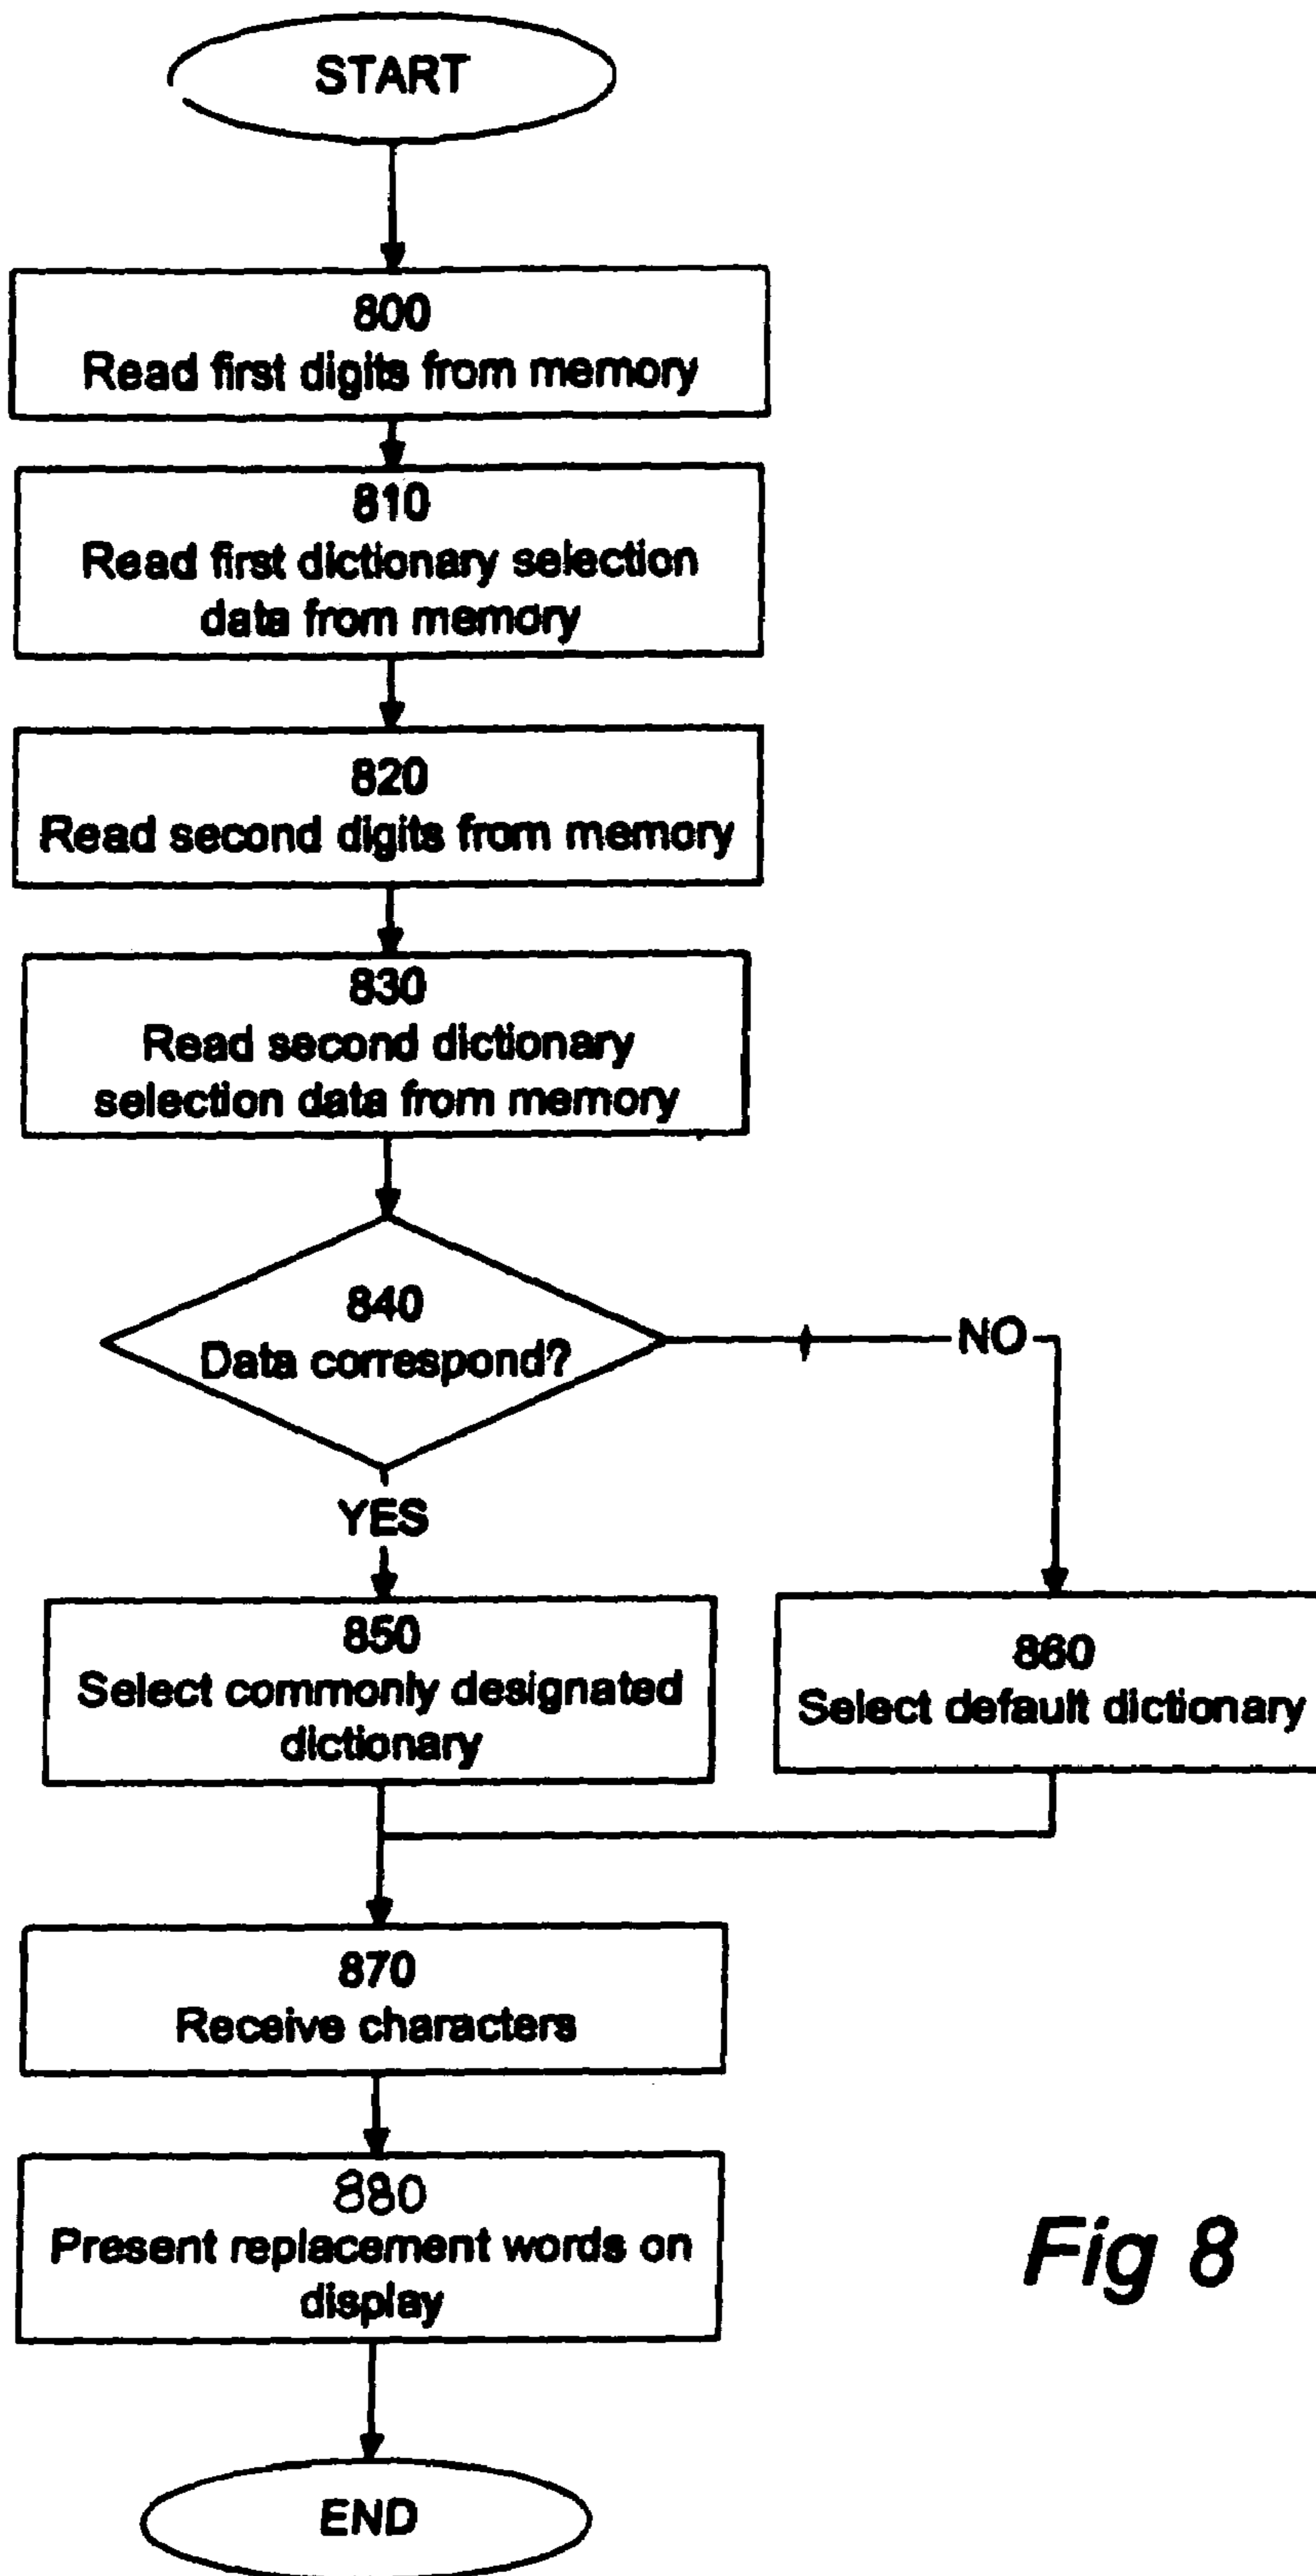 START
800
Read first digits from memory
810
Read first dictionary selection
data from memory
820
Read second digits from memory
830
Read second dictionary
selection data from memory
840
Data correspond?
NO
YES
850
Select commonly designated
dictionary
860
Select default dictionary
870
Receive characters
880
Present replacement words on
display
END
Fig 8